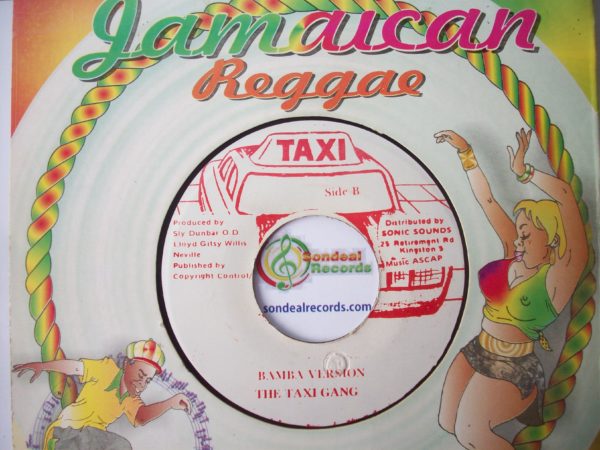 Jamaican
Reggae
TAXI
Side B
Produced by
Sly Dunbar O.D.
Lloyd Gitsy Willis
Neville
Published by
Copyright Control/
Distributed by
SONIC SOUNDS
25 Retirement Rd
Kingston 5
Music ASCAP
Sondeal
Records
sondealrecords.com
BAMBA VERSION
THE TAXI GANG